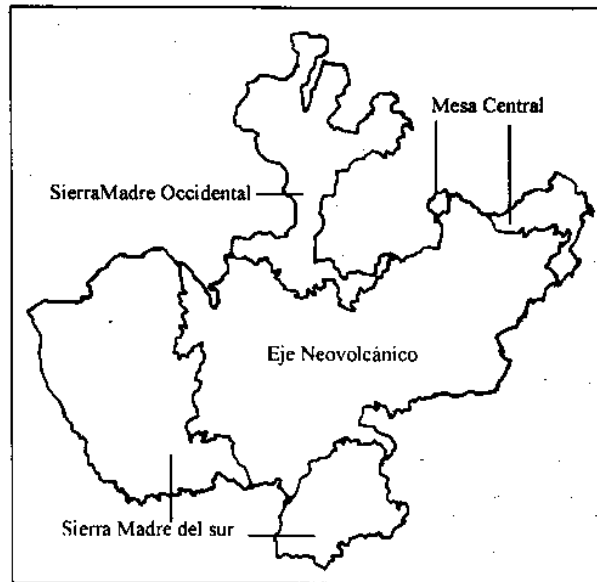 Mesa Central
SierraMadre Occidental
Eje Neovolcánico
Sierra Madre del sur